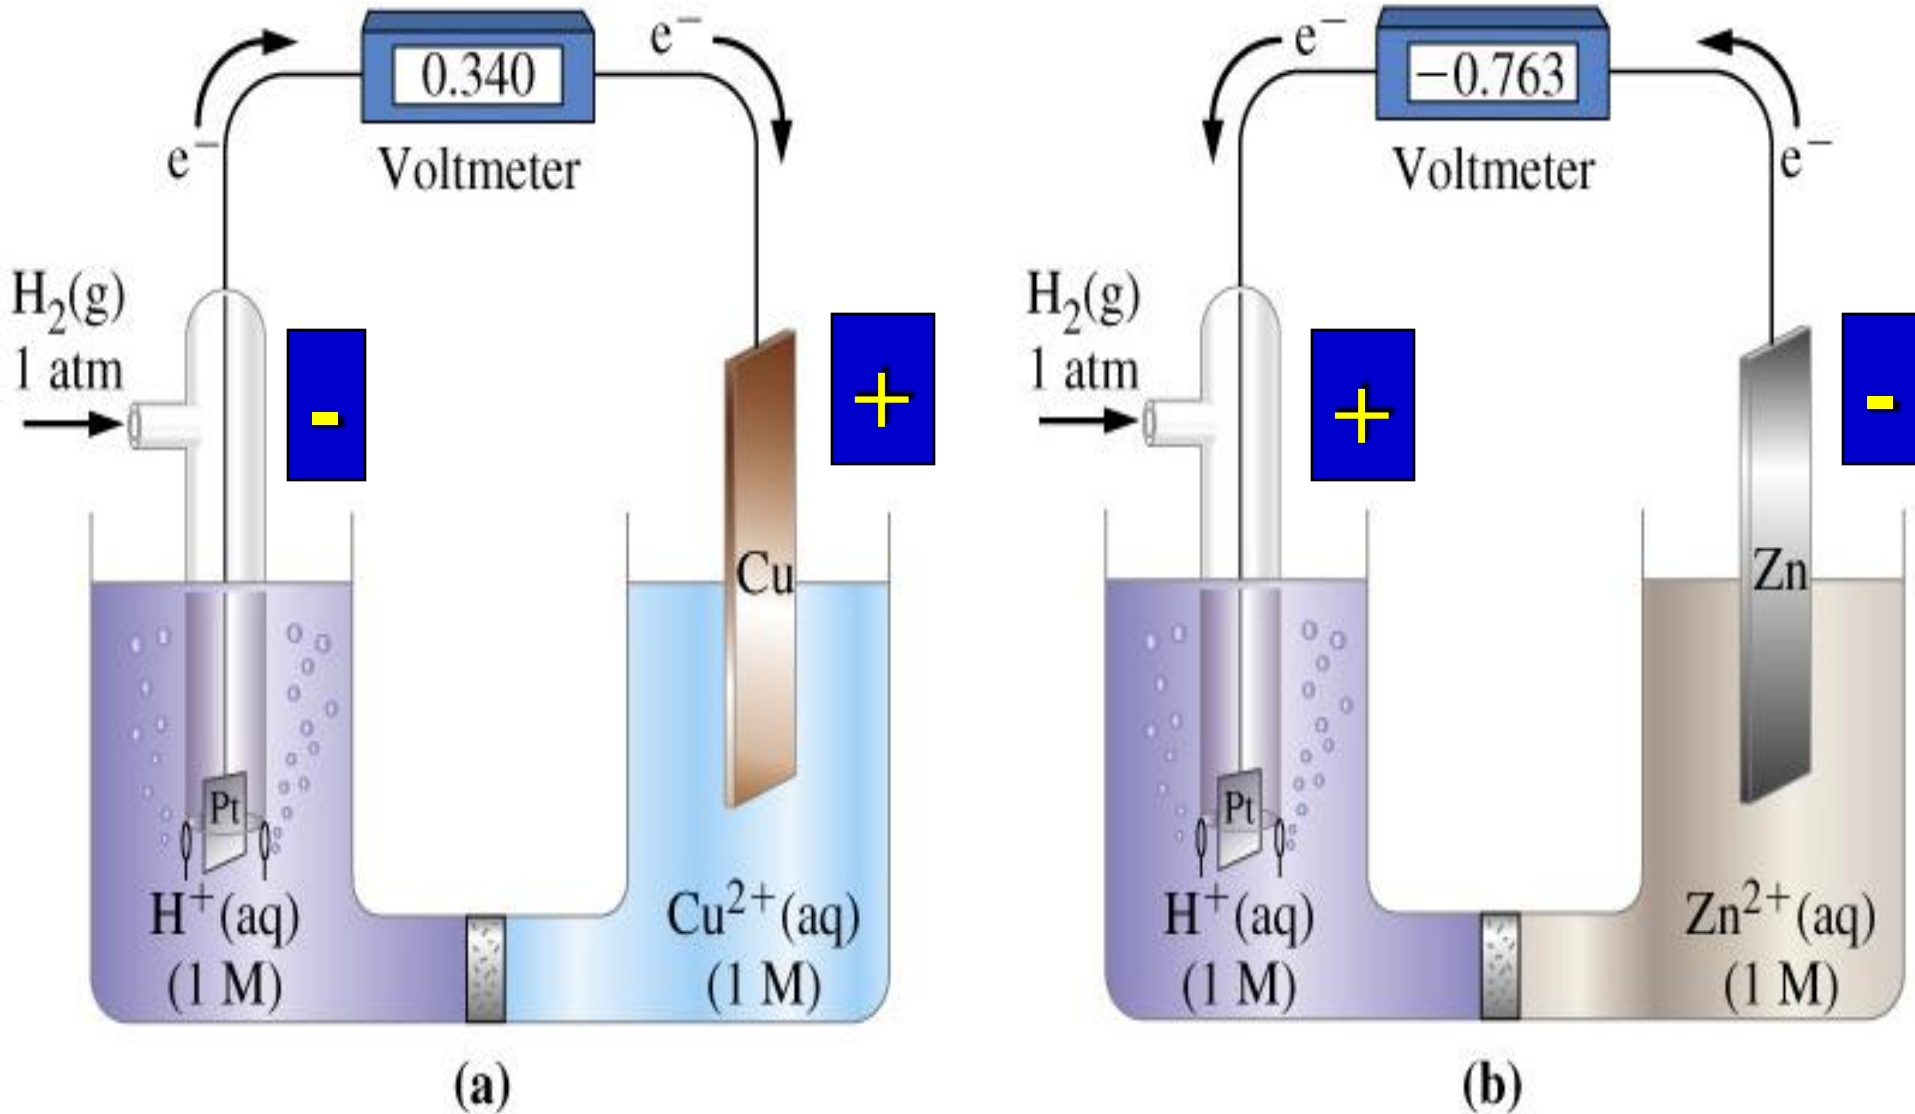 0.340
e⁻
e⁻
Voltmeter
H₂(g)
1 atm
-
+
Cu
Pt
H⁺(aq)
(1 M)
Cu²⁺(aq)
(1 M)
(a)
−0.763
e⁻
e⁻
Voltmeter
H₂(g)
1 atm
+
-
Zn
Pt
H⁺(aq)
(1 M)
Zn²⁺(aq)
(1 M)
(b)